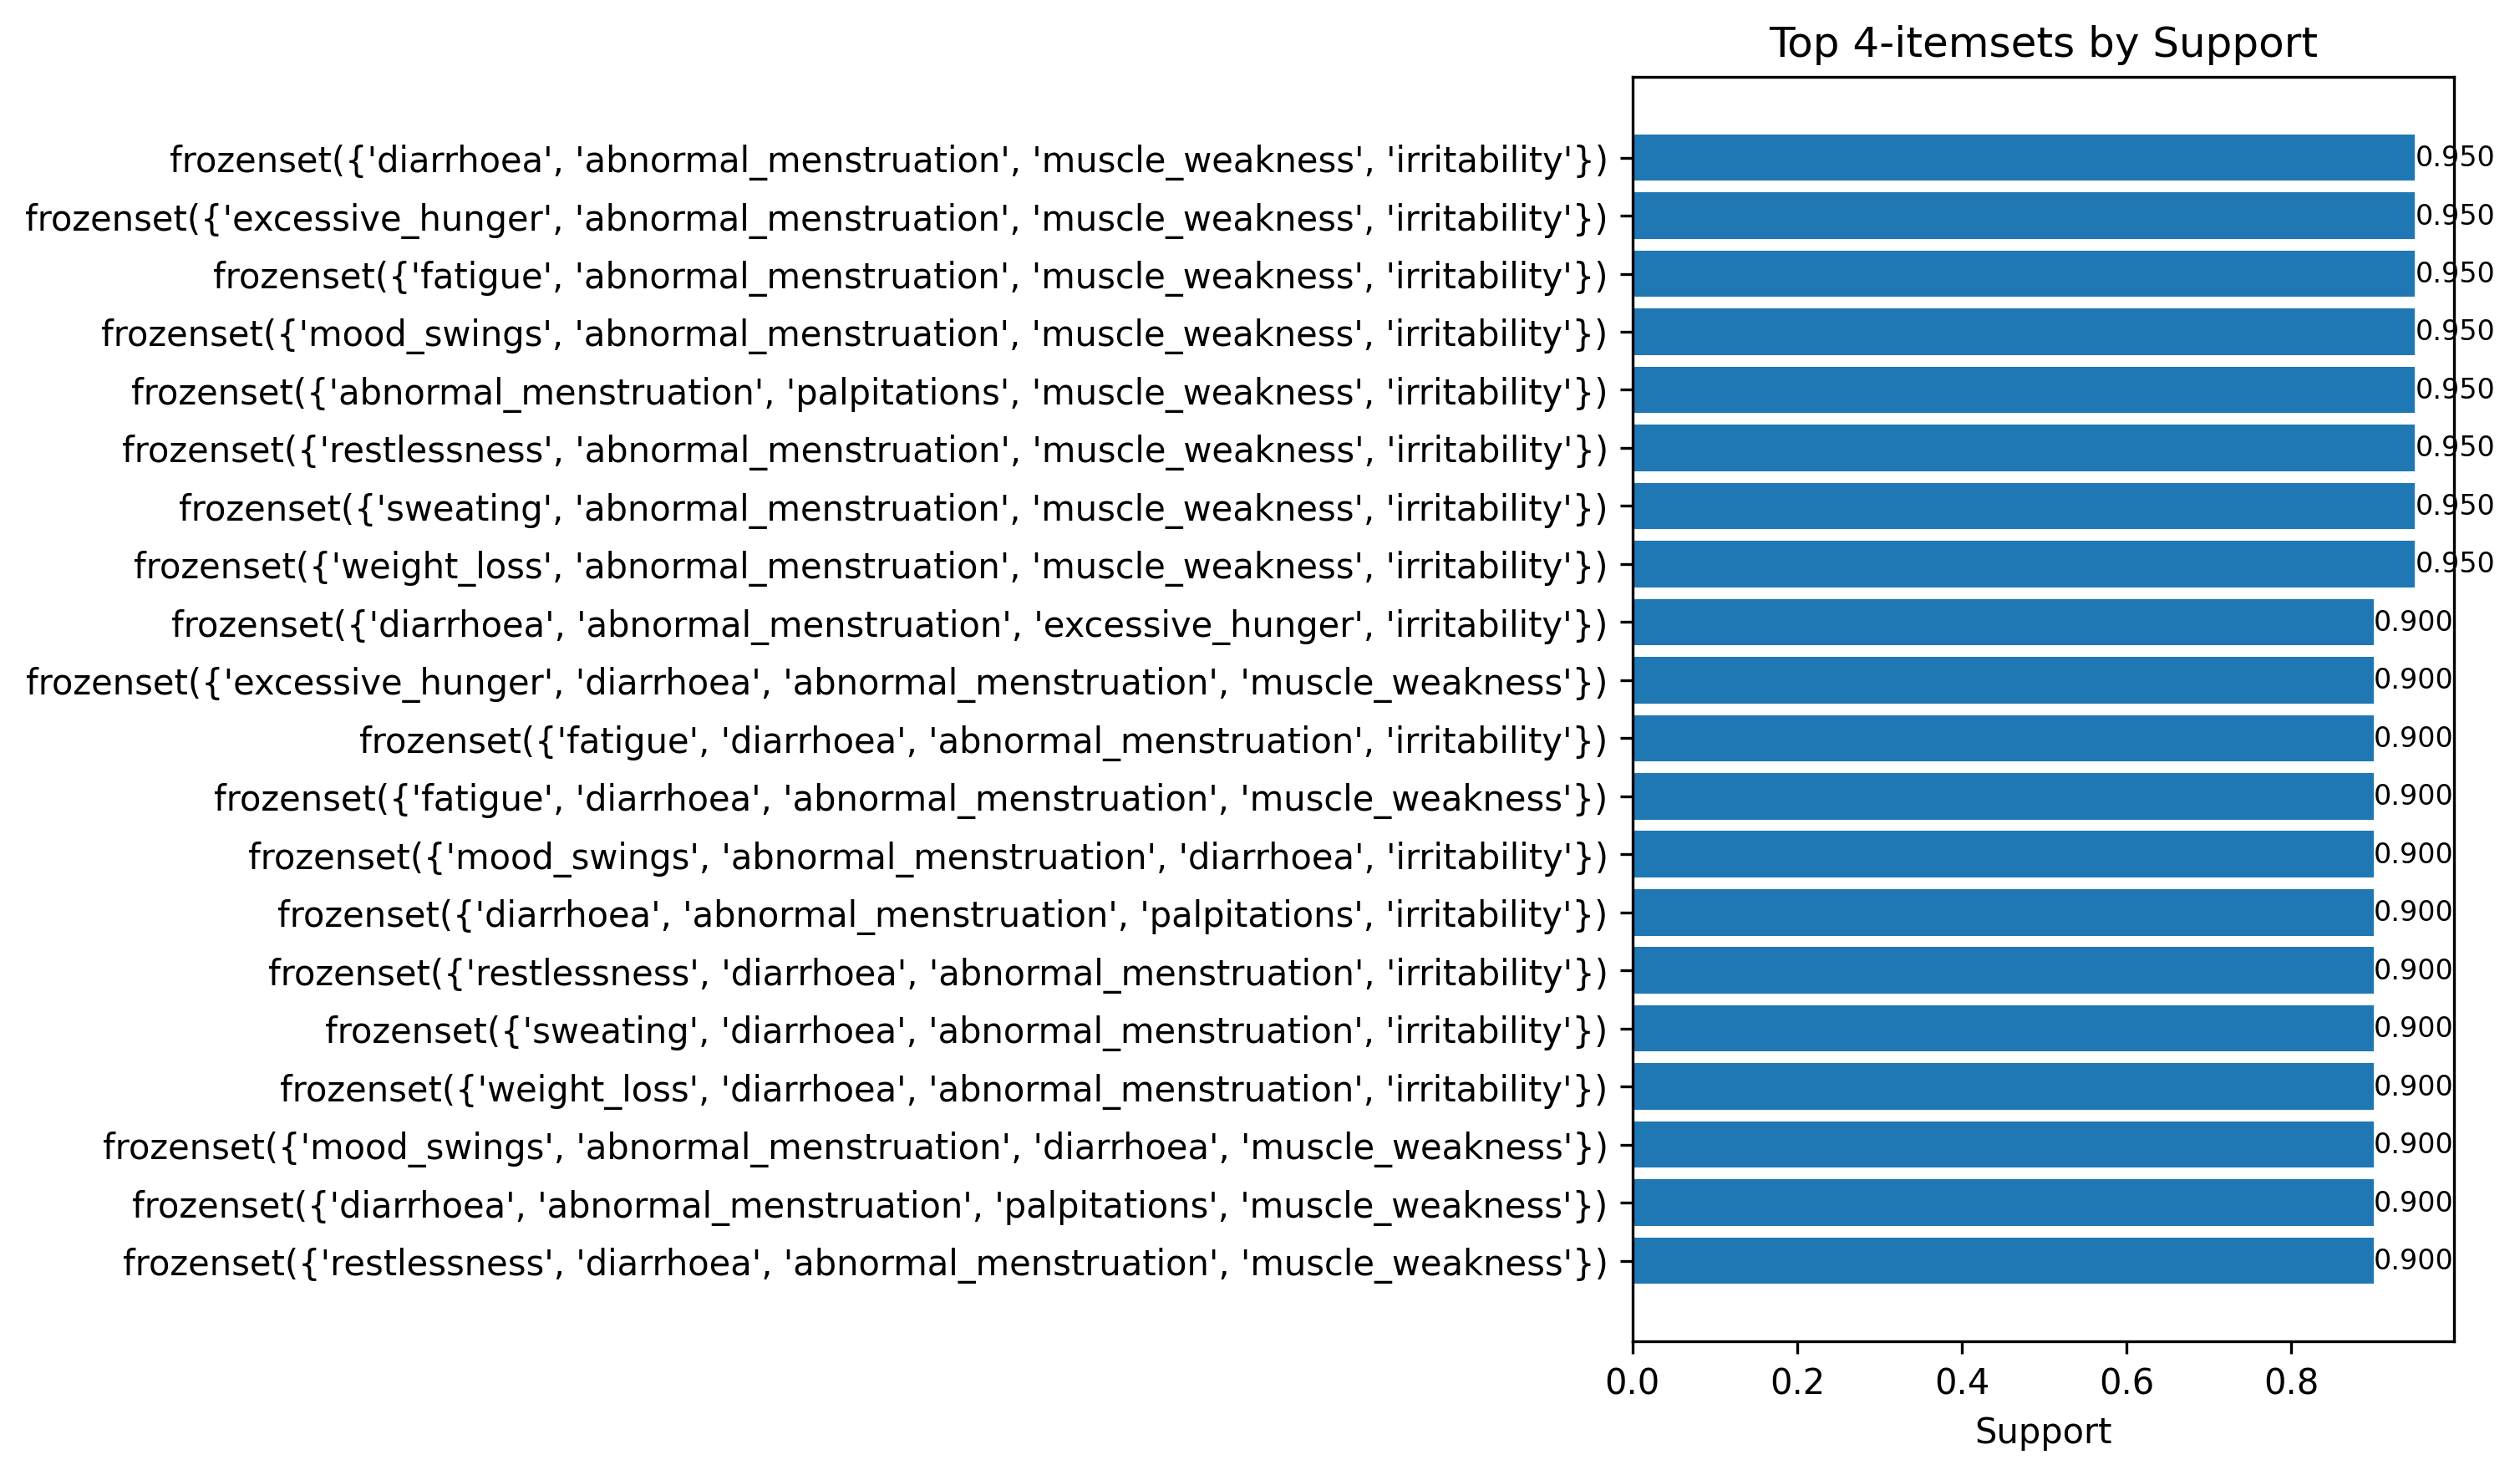 Top 4-itemsets by Support
frozenset({'diarrhoea', 'abnormal_menstruation', 'muscle_weakness', 'irritability'})
0.950
frozenset({'excessive_hunger', 'abnormal_menstruation', 'muscle_weakness', 'irritability'})
0.950
frozenset({'fatigue', 'abnormal_menstruation', 'muscle_weakness', 'irritability'})
0.950
frozenset({'mood_swings', 'abnormal_menstruation', 'muscle_weakness', 'irritability'})
0.950
frozenset({'abnormal_menstruation', 'palpitations', 'muscle_weakness', 'irritability'})
0.950
frozenset({'restlessness', 'abnormal_menstruation', 'muscle_weakness', 'irritability'})
0.950
frozenset({'sweating', 'abnormal_menstruation', 'muscle_weakness', 'irritability'})
0.950
frozenset({'weight_loss', 'abnormal_menstruation', 'muscle_weakness', 'irritability'})
0.950
frozenset({'diarrhoea', 'abnormal_menstruation', 'excessive_hunger', 'irritability'})
0.900
frozenset({'excessive_hunger', 'diarrhoea', 'abnormal_menstruation', 'muscle_weakness'})
0.900
frozenset({'fatigue', 'diarrhoea', 'abnormal_menstruation', 'irritability'})
0.900
frozenset({'fatigue', 'diarrhoea', 'abnormal_menstruation', 'muscle_weakness'})
0.900
frozenset({'mood_swings', 'abnormal_menstruation', 'diarrhoea', 'irritability'})
0.900
frozenset({'diarrhoea', 'abnormal_menstruation', 'palpitations', 'irritability'})
0.900
frozenset({'restlessness', 'diarrhoea', 'abnormal_menstruation', 'irritability'})
0.900
frozenset({'sweating', 'diarrhoea', 'abnormal_menstruation', 'irritability'})
0.900
frozenset({'weight_loss', 'diarrhoea', 'abnormal_menstruation', 'irritability'})
0.900
frozenset({'mood_swings', 'abnormal_menstruation', 'diarrhoea', 'muscle_weakness'})
0.900
frozenset({'diarrhoea', 'abnormal_menstruation', 'palpitations', 'muscle_weakness'})
0.900
frozenset({'restlessness', 'diarrhoea', 'abnormal_menstruation', 'muscle_weakness'})
0.900
0.0 0.2 0.4 0.6 0.8
Support